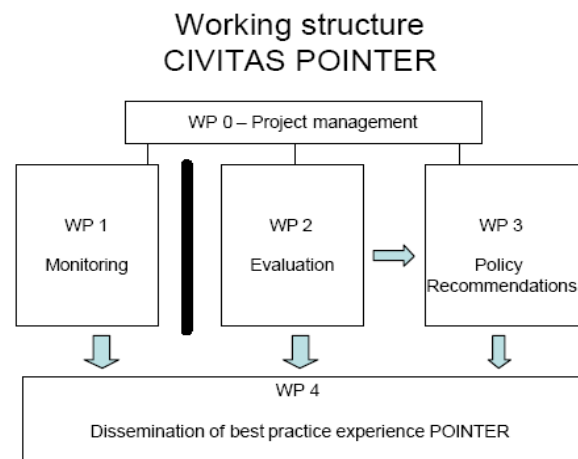 Working structure
CIVITAS POINTER
WP 0 – Project management
WP 1
Monitoring
WP 2
Evaluation
WP 3
Policy
Recommendations
WP 4
Dissemination of best practice experience POINTER